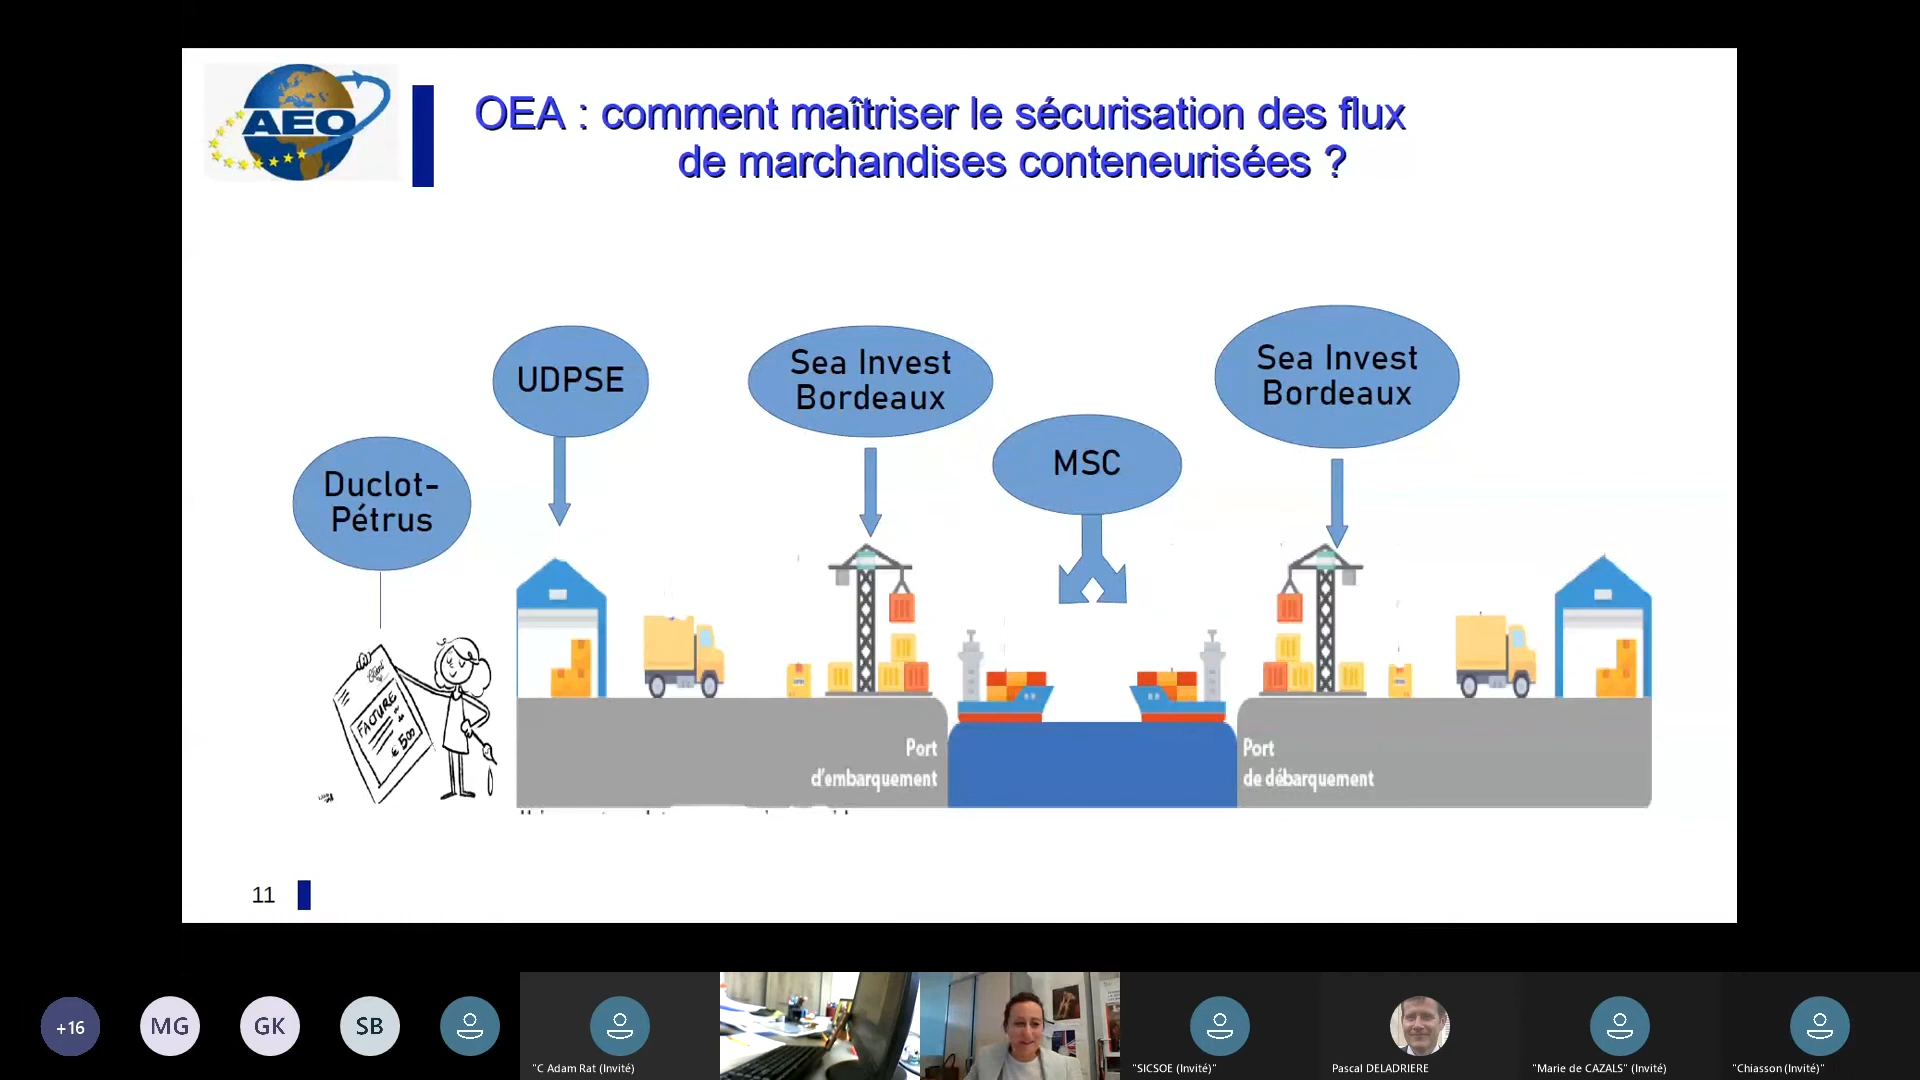 AEO
OEA : comment maîtriser le sécurisation des flux
de marchandises conteneurisées ?
UDPSE
Sea Invest
Bordeaux
Sea Invest
Bordeaux
MSC
Duclot-
Pétrus
FACTURE
€ 500
Port
d'embarquement
Port
de débarquement
11
+16
MG
GK
SB
"C Adam Rat (Invité)
"SICSOE (Invité)"
Pascal DELADRIERE
"Marie de CAZALS" (Invité)
"Chiasson (Invité)"